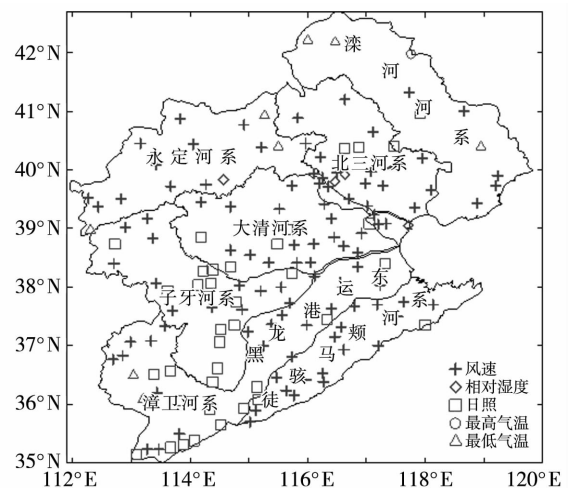 42°N
41°N
40°N
39°N
38°N
37°N
36°N
35°N
滦
河
河
系
永定河系
北三河系
大清河系
子牙河系
漳卫河系
黑
龙
港
运
东
徒
骇
马
颊
河
系
风速
相对湿度
日照
最高气温
最低气温
112°E
114°E
116°E
118°E
120°E